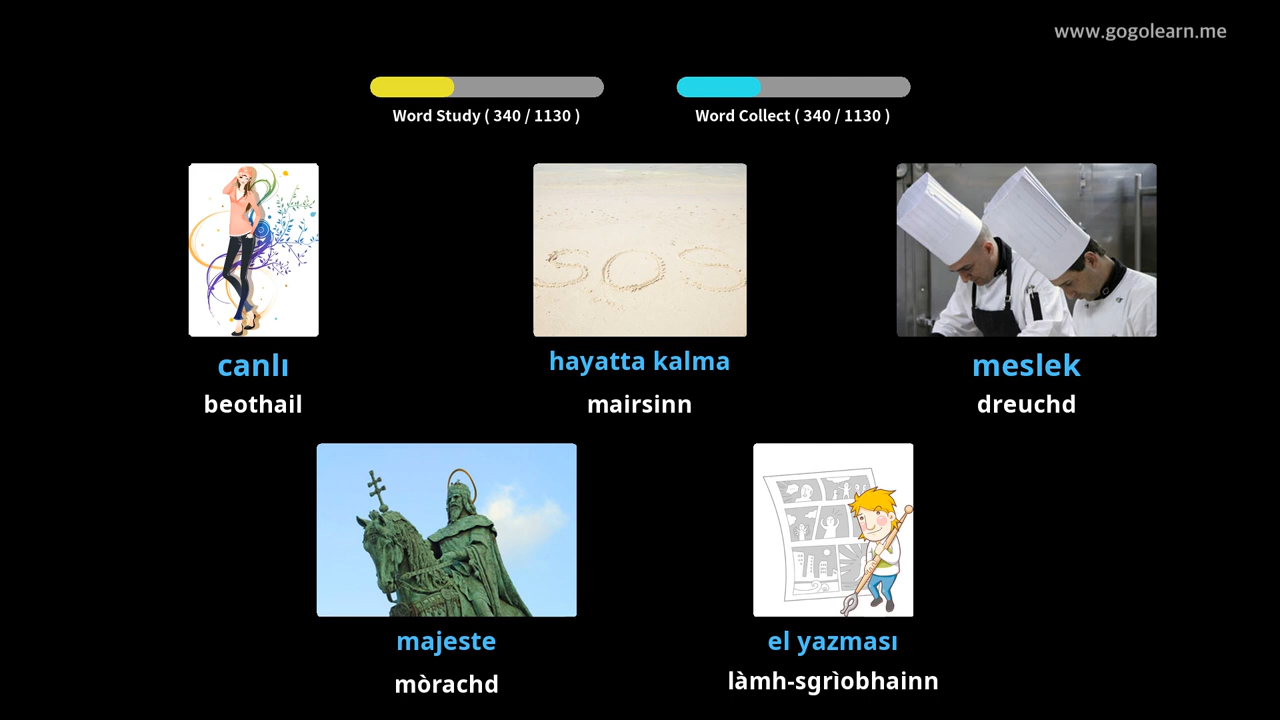 www.gogolearn.me
Word Study ( 340 / 1130 )
Word Collect ( 340 / 1130 )
SOS
canlı
beothail
hayatta kalma
mairsinn
meslek
dreuchd
majeste
mòrachd
el yazması
làmh-sgrìobhainn